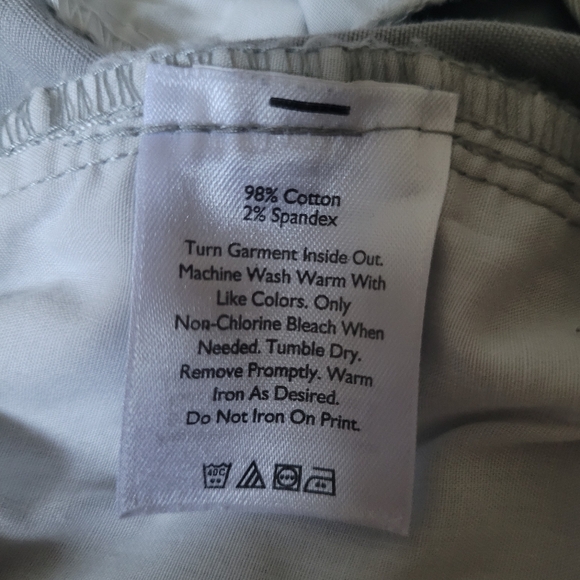 98% Cotton
2% Spandex
Turn Garment Inside Out.
Machine Wash Warm With
Like Colors. Only
Non-Chlorine Bleach When
Needed. Tumble Dry.
Remove Promptly. Warm
Iron As Desired.
Do Not Iron On Print.
40C